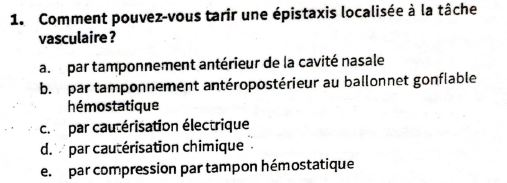 1. Comment pouvez-vous tarir une épistaxis localisée à la tâche
vasculaire?
a. par tamponnement antérieur de la cavité nasale
b. par tamponnement antéropostérieur au ballonnet gonflable
hémostatique
c. par cautérisation électrique
d. par cautérisation chimique
e. par compression par tampon hémostatique